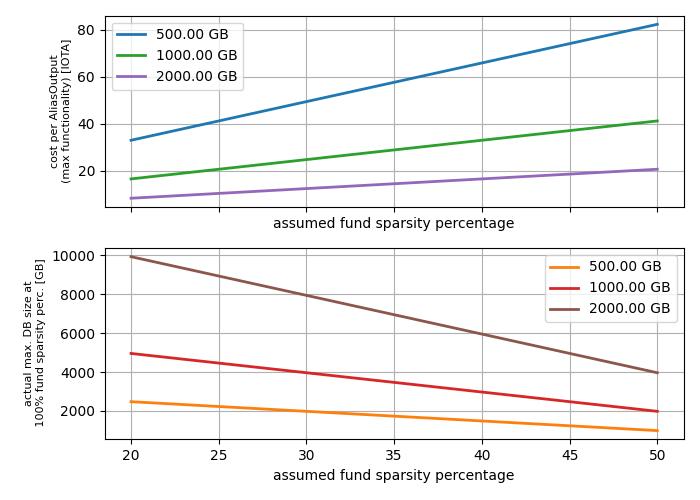 80
60
40
20
cost per AliasOutput
(max functionality) [IOTA]
500.00 GB
1000.00 GB
2000.00 GB
assumed fund sparsity percentage
10000
8000
6000
4000
2000
actual max. DB size at
100% fund sparsity perc. [GB]
500.00 GB
1000.00 GB
2000.00 GB
20 25 30 35 40 45 50
assumed fund sparsity percentage